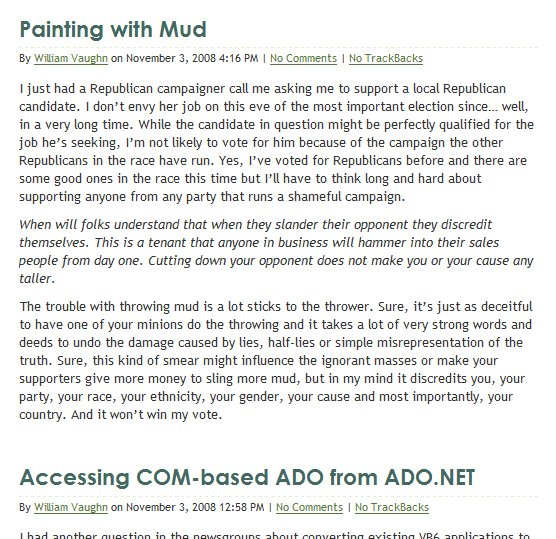 Painting with Mud
By William Vaughn on November 3, 2008 4:16 PM | No Comments | No TrackBacks
I just had a Republican campaigner call me asking me to support a local Republican
candidate. I don’t envy her job on this eve of the most important election since… well,
in a very long time. While the candidate in question might be perfectly qualified for the
job he’s seeking, I’m not likely to vote for him because of the campaign the other
Republicans in the race have run. Yes, I’ve voted for Republicans before and there are
some good ones in the race this time but I’ll have to think long and hard about
supporting anyone from any party that runs a shameful campaign.
When will folks understand that when they slander their opponent they discredit
themselves. This is a tenant that anyone in business will hammer into their sales
people from day one. Cutting down your opponent does not make you or your cause any
taller.
The trouble with throwing mud is a lot sticks to the thrower. Sure, it’s just as deceitful
to have one of your minions do the throwing and it takes a lot of very strong words and
deeds to undo the damage caused by lies, half-lies or simple misrepresentation of the
truth. Sure, this kind of smear might influence the ignorant masses or make your
supporters give more money to sling more mud, but in my mind it discredits you, your
party, your race, your ethnicity, your gender, your cause and most importantly, your
country. And it won’t win my vote.
Accessing COM-based ADO from ADO.NET
By William Vaughn on November 3, 2008 12:58 PM | No Comments | No TrackBacks
I had another question in the newsgroups about converting existing VB6 applications to